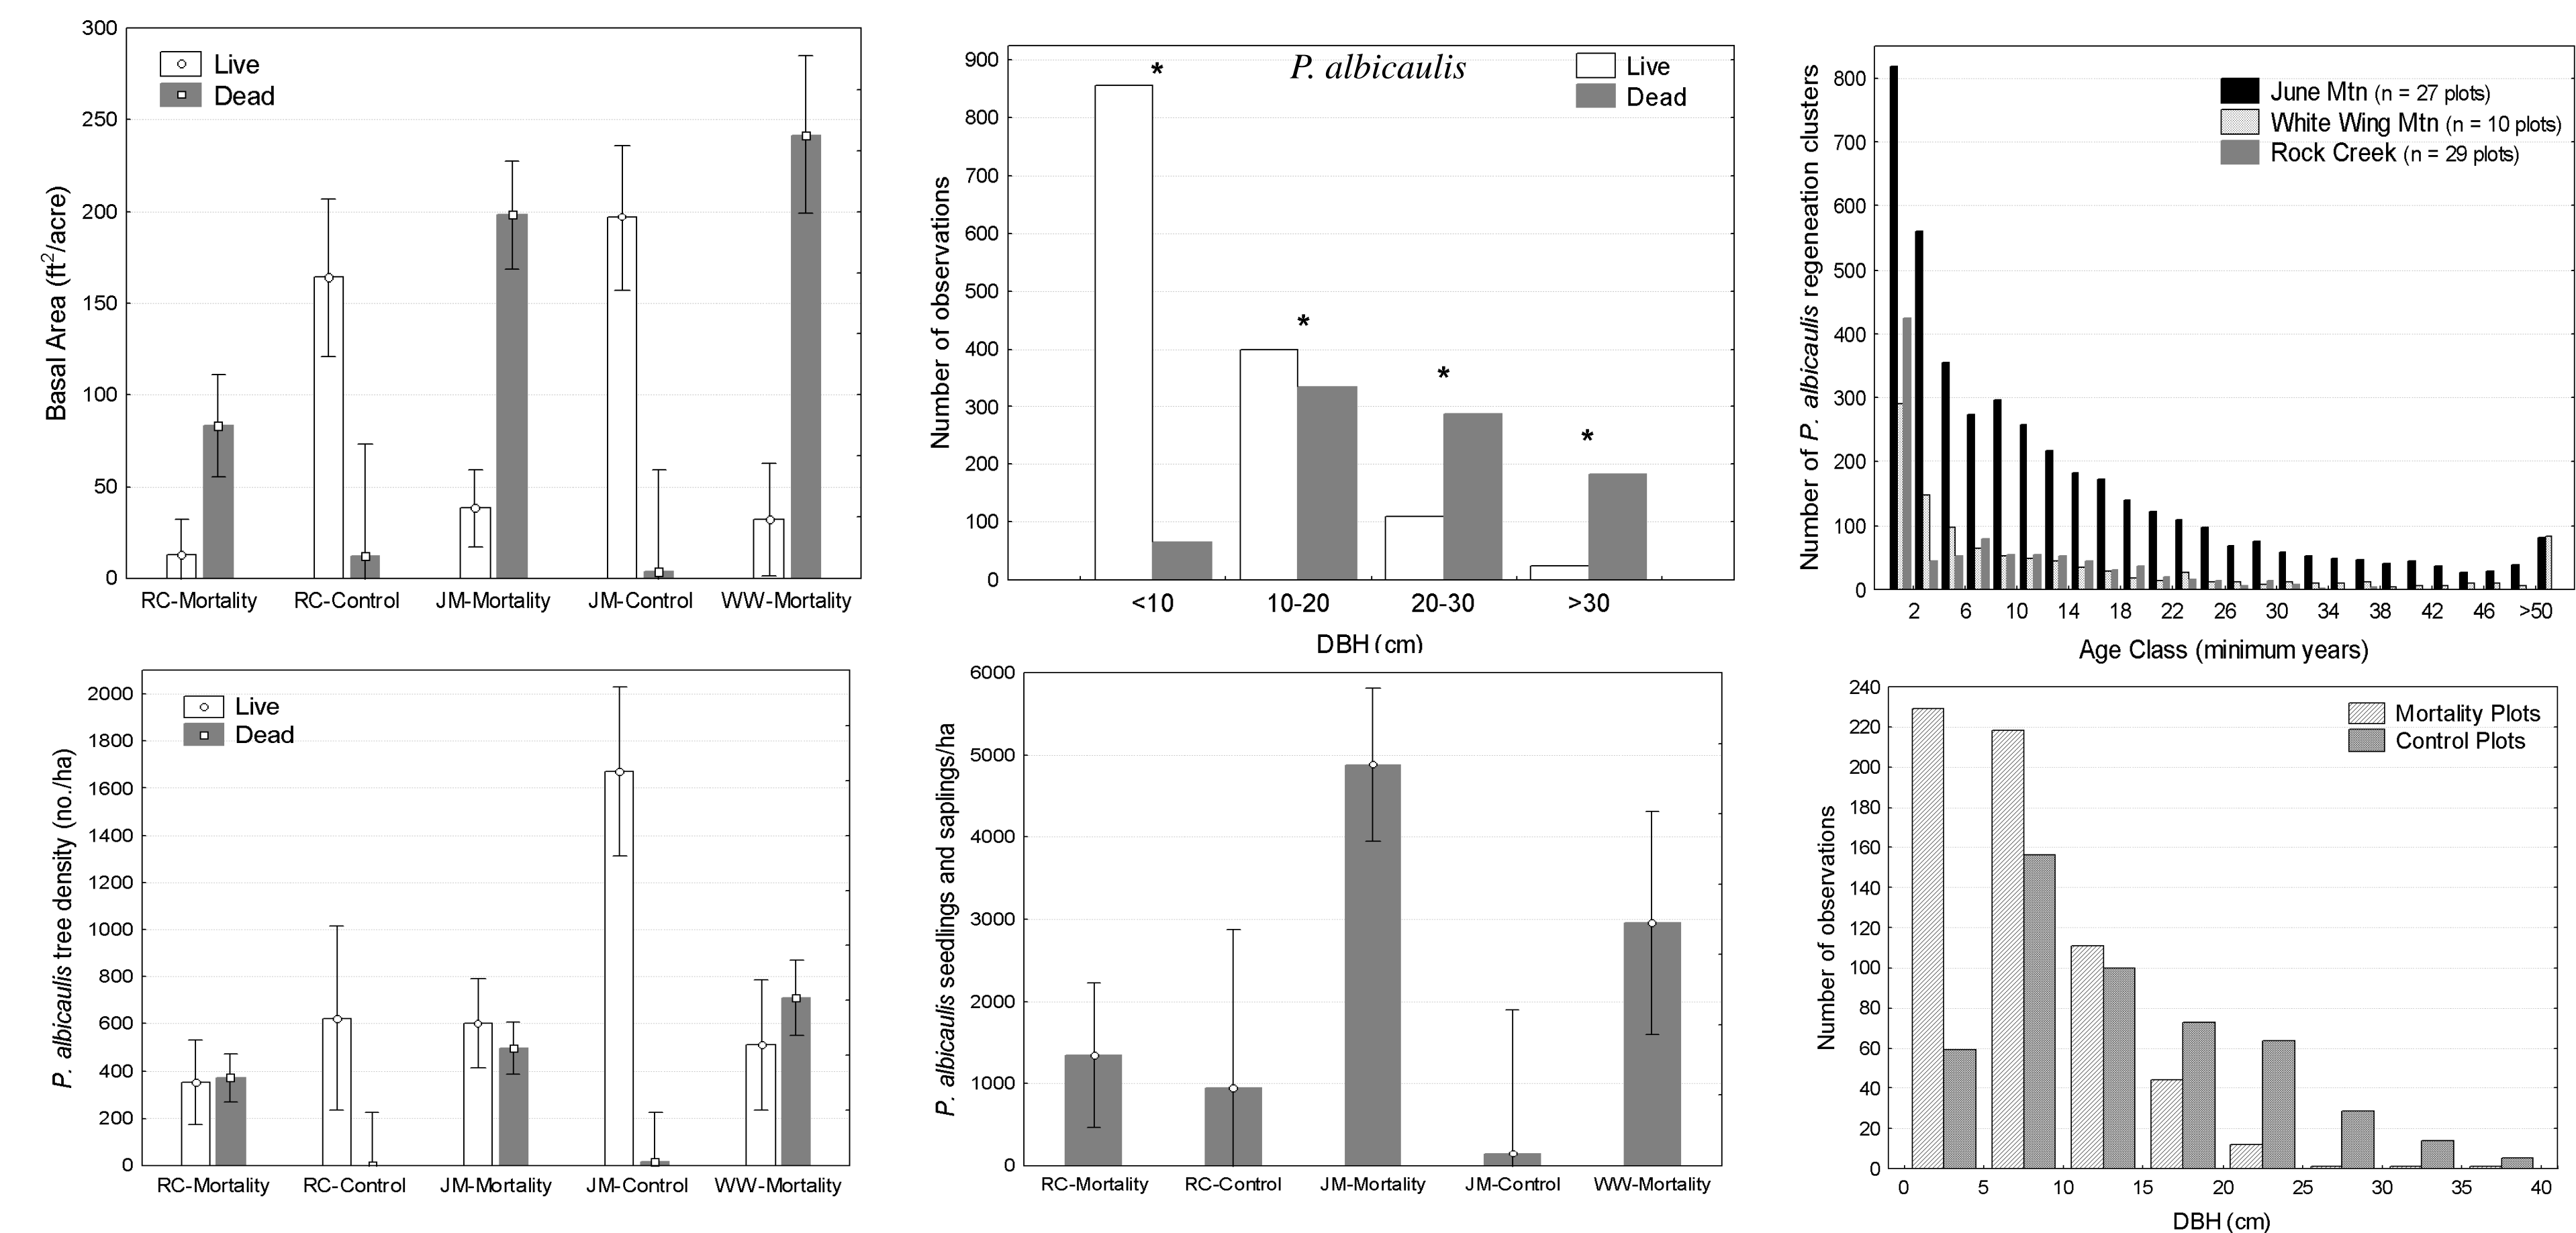 300
250
200
150
100
50
0
Basal Area (ft²/acre)
Live
Dead
RC-Mortality RC-Control JM-Mortality JM-Control WW-Mortality
900
800
700
600
500
400
300
200
100
0
Number of observations
P. albicaulis
Live
Dead
*
*
*
*
<10 10-20 20-30 >30
DBH (cm)
800
700
600
500
400
300
200
100
0
Number of P. albicaulis regeneation clusters
June Mtn (n = 27 plots)
White Wing Mtn (n = 10 plots)
Rock Creek (n = 29 plots)
2 6 10 14 18 22 26 30 34 38 42 46 >50
Age Class (minimum years)
2000
1800
1600
1400
1200
1000
800
600
400
200
0
P. albicaulis tree density (no./ha)
Live
Dead
RC-Mortality RC-Control JM-Mortality JM-Control WW-Mortality
6000
5000
4000
3000
2000
1000
0
P. albicaulis seedlings and saplings/ha
RC-Mortality RC-Control JM-Mortality JM-Control WW-Mortality
240
220
200
180
160
140
120
100
80
60
40
20
0
Number of observations
Mortality Plots
Control Plots
0 5 10 15 20 25 30 35 40
DBH (cm)